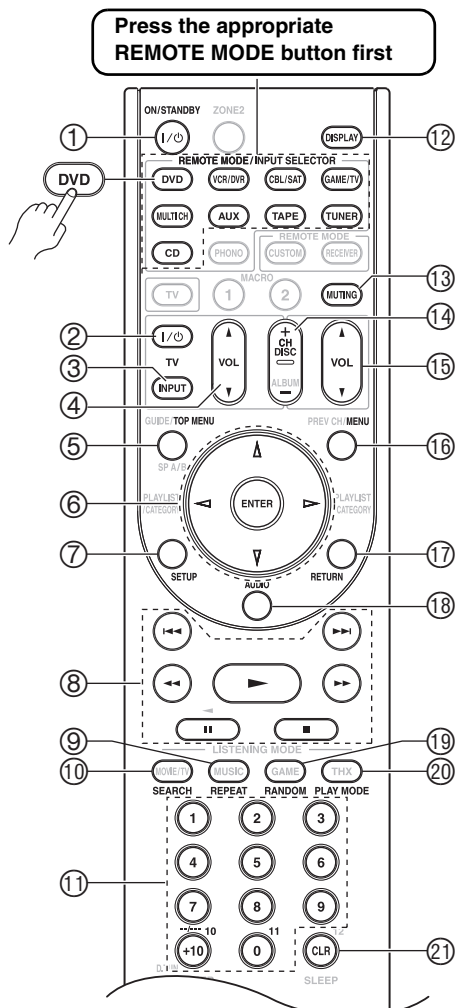 Press the appropriate
REMOTE MODE button first
ON/STANDBY ZONE2
① I/⏻ DISPLAY ⑫
REMOTE MODE/INPUT SELECTOR
DVD
DVD VCR/DVR CBL/SAT GAME/TV
MULTI CH AUX TAPE TUNER
REMOTE MODE
CD PHONO CUSTOM RECEIVER
MACRO
TV 1 2 MUTING ⑬
② I/⏻ ⑭
TV VOL + CH DISC VOL ⑮
③ INPUT ALBUM −
④
GUIDE/TOP MENU PREV CH/MENU
⑤ ⑯
SP A/B
PLAYLIST PLAYLIST
/CATEGORY /CATEGORY
⑥ ENTER
⑦ ⑰
SETUP RETURN
AUDIO
⑱
⑧
LISTENING MODE
⑨ ⑲
⑩ MOVIE/TV MUSIC GAME THX ⑳
SEARCH REPEAT RANDOM PLAY MODE
1 2 3
⑪ 4 5 6
7 8 9
-/--- 10 11 12
+10 0 CLR ㉑
SLEEP